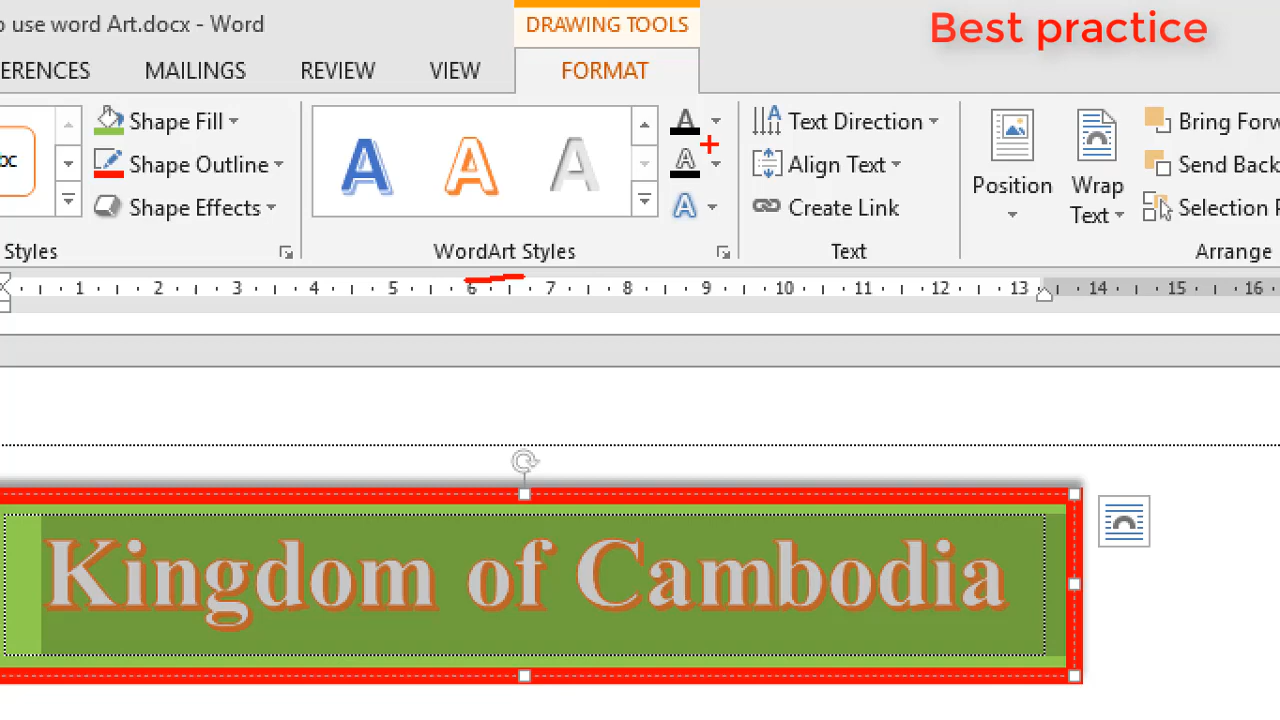 o use word Art.docx - Word
DRAWING TOOLS
Best practice
ERENCES MAILINGS REVIEW VIEW FORMAT
Shape Fill
Shape Outline
Shape Effects
Styles
A A A
A
A
A
WordArt Styles
Text Direction
Align Text
Create Link
Text
Position
Wrap
Text
Bring Forw
Send Back
Selection P
Arrange
1 2 3 4 5 6 7 8 9 10 11 12 13 14 15 16
Kingdom of Cambodia